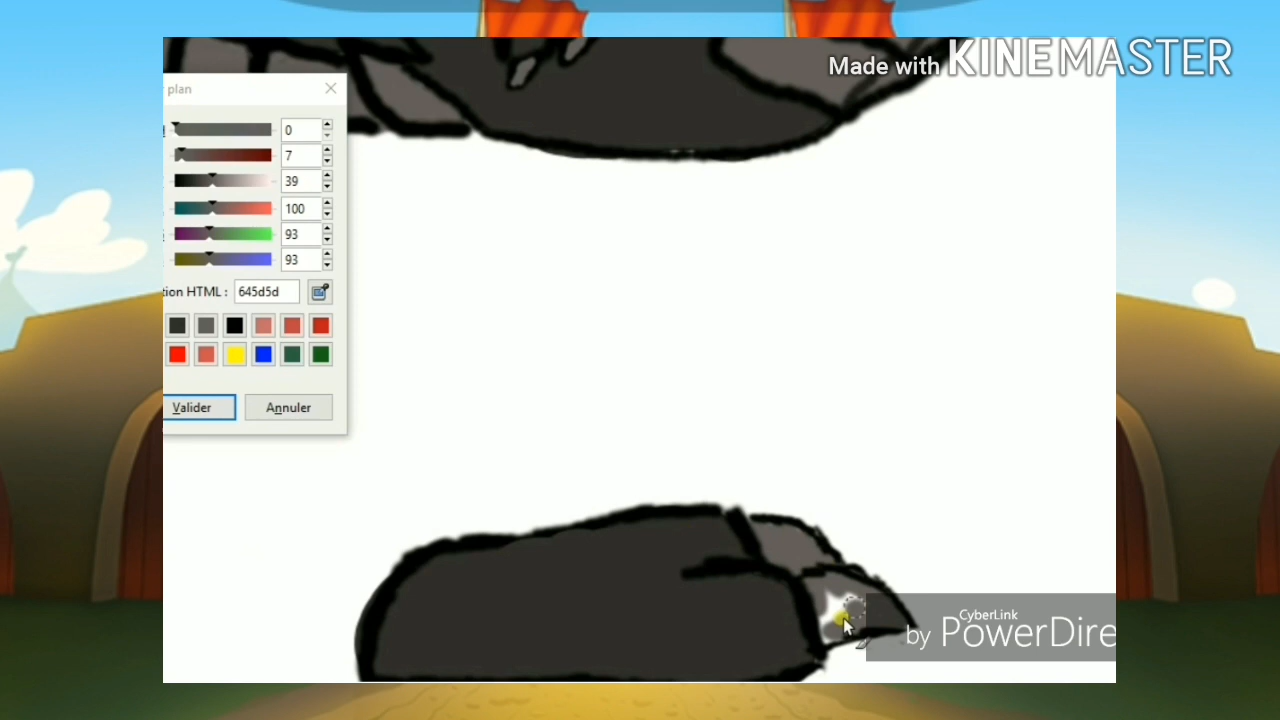 Made with KINEMASTER
plan
0
7
39
100
93
93
tion HTML : 645d5d
Valider Annuler
CyberLink
by PowerDire